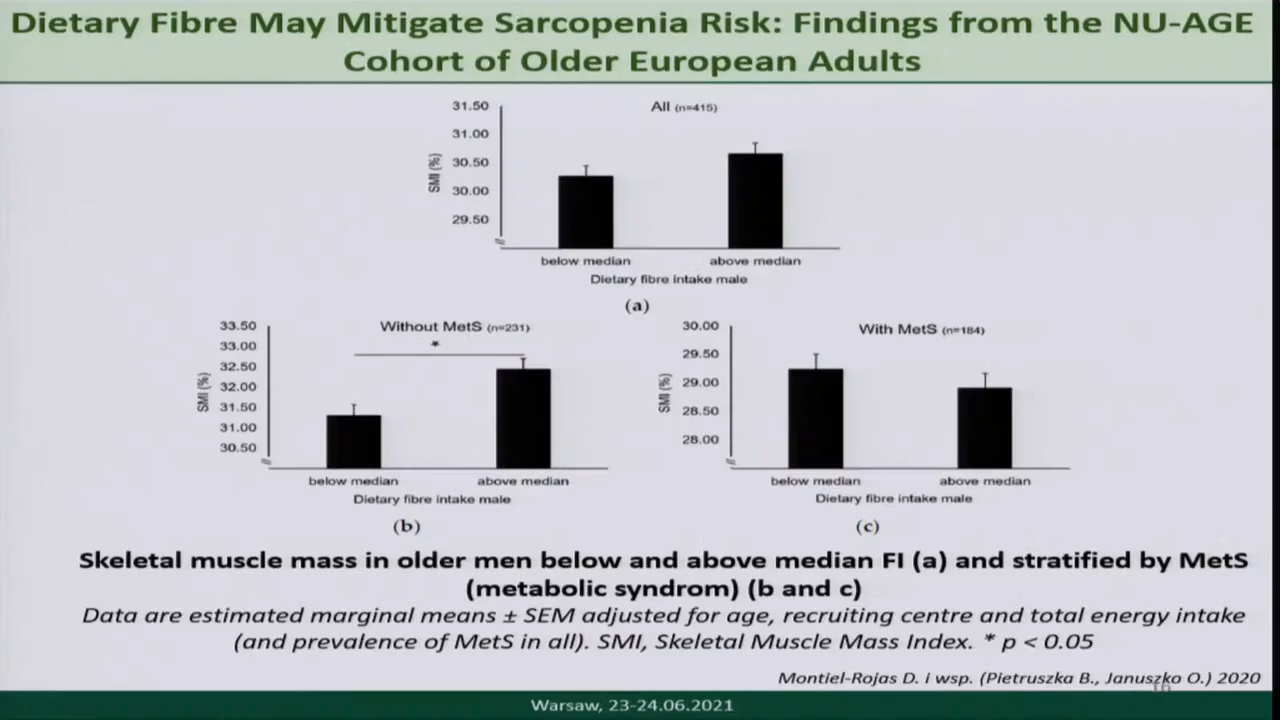 Dietary Fibre May Mitigate Sarcopenia Risk: Findings from the NU-AGE
Cohort of Older European Adults
All (n=415)
31.50
31.00
30.50
30.00
29.50
SMI (%)
below median
above median
Dietary fibre intake male
(a)
Without MetS (n=231)
*
33.50
33.00
32.50
32.00
31.50
31.00
30.50
SMI (%)
below median
above median
Dietary fibre intake male
(b)
With MetS (n=184)
30.00
29.50
29.00
28.50
28.00
SMI (%)
below median
above median
Dietary fibre intake male
(c)
Skeletal muscle mass in older men below and above median FI (a) and stratified by MetS
(metabolic syndrom) (b and c)
Data are estimated marginal means ± SEM adjusted for age, recruiting centre and total energy intake
(and prevalence of MetS in all). SMI, Skeletal Muscle Mass Index. * p < 0.05
Montiel-Rojas D. i wsp. (Pietruszka B., Januszko O.) 2020
16
Warsaw, 23-24.06.2021